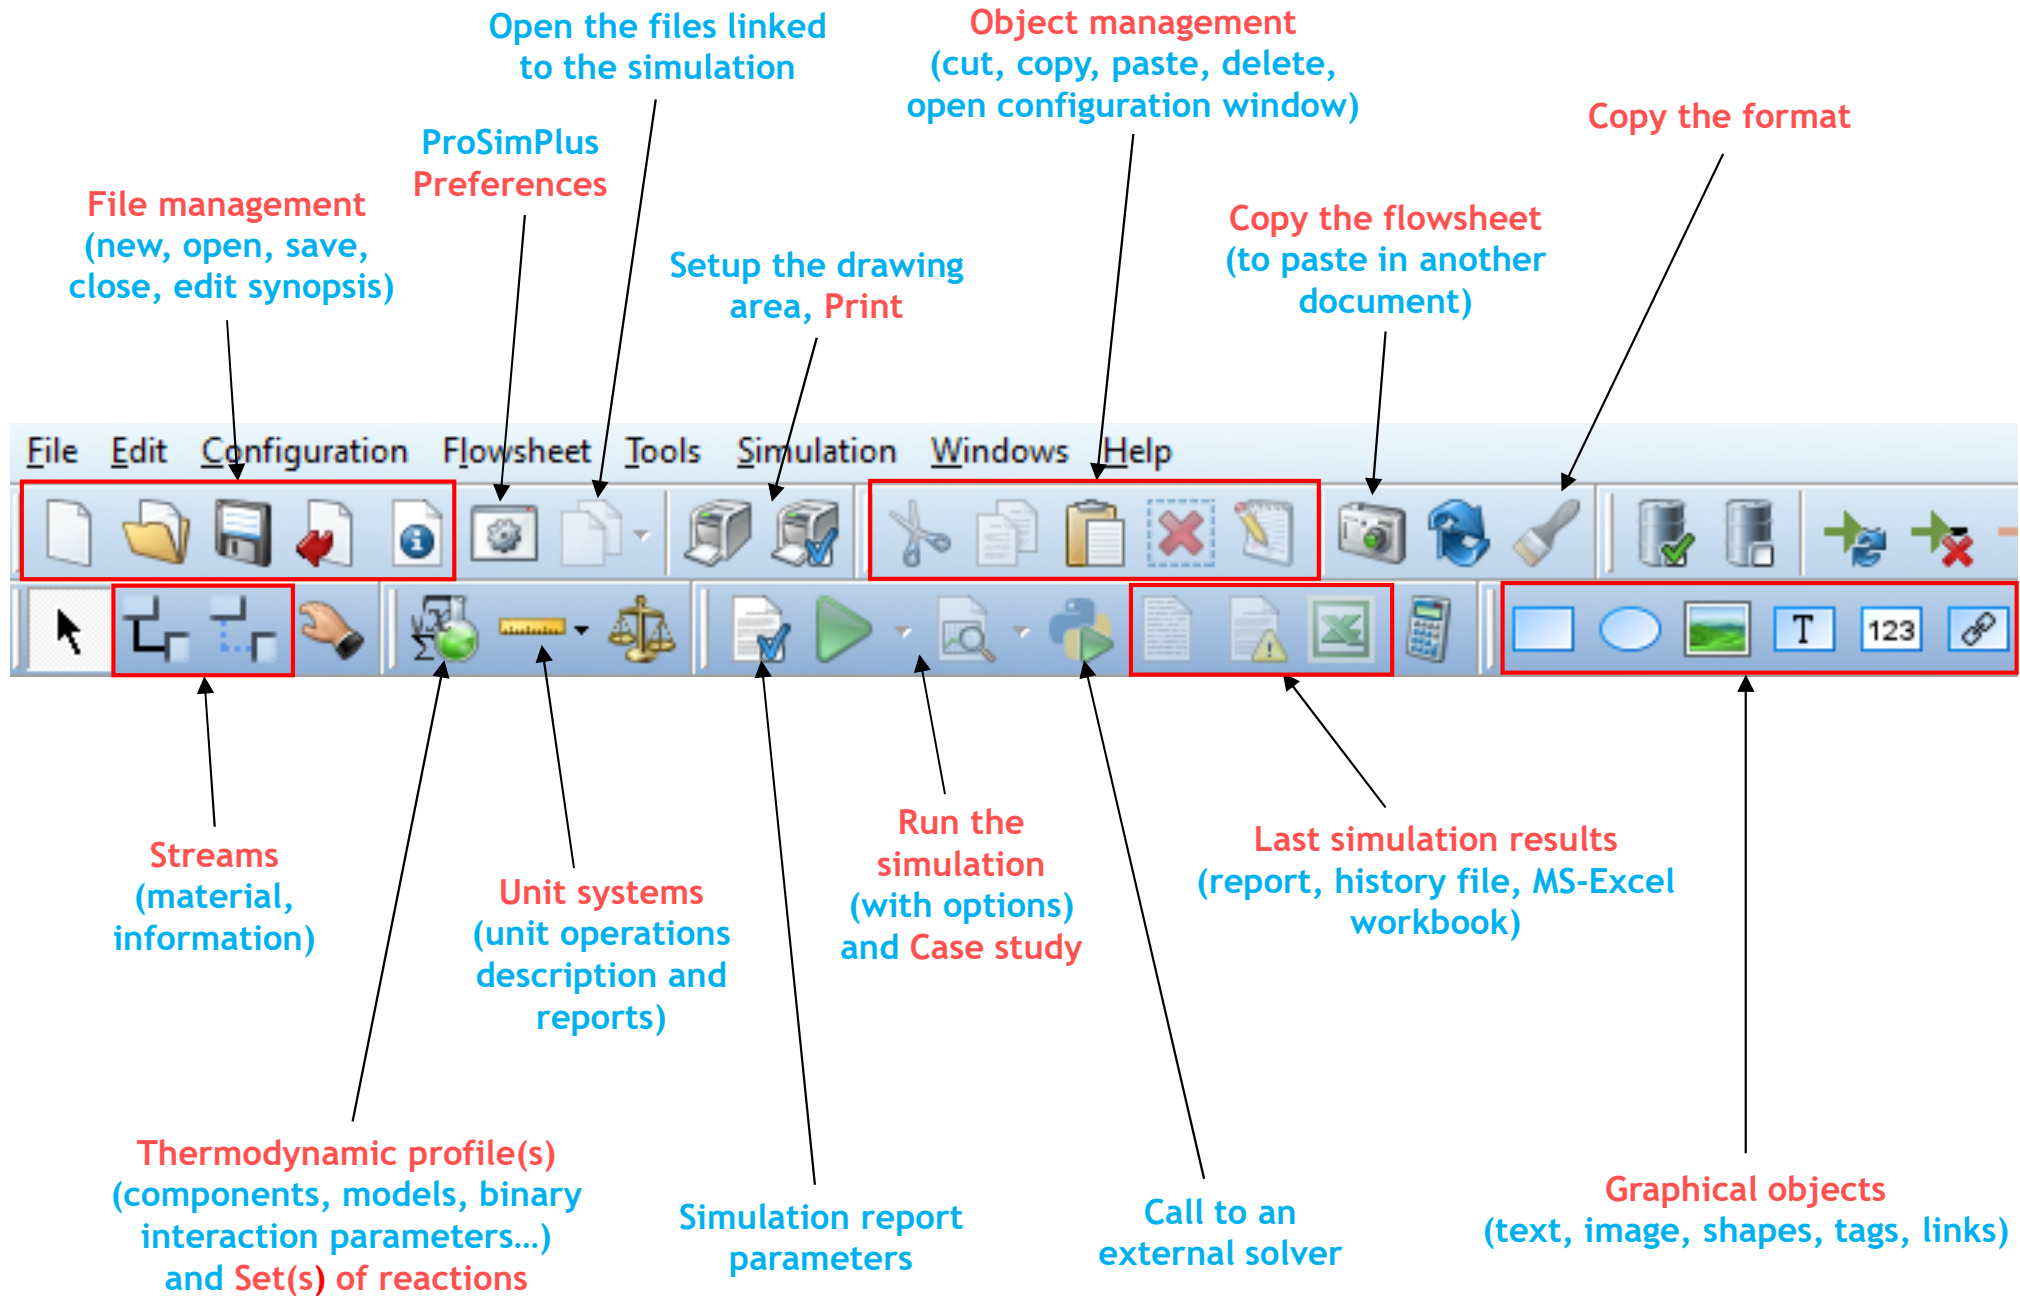 Open the files linked
to the simulation
Object management
(cut, copy, paste, delete,
open configuration window)
Copy the format
ProSimPlus
Preferences
File management
(new, open, save,
close, edit synopsis)
Setup the drawing
area, Print
Copy the flowsheet
(to paste in another
document)
File Edit Configuration Flowsheet Tools Simulation Windows Help
T 123
Streams
(material,
information)
Unit systems
(unit operations
description and
reports)
Run the
simulation
(with options)
and Case study
Last simulation results
(report, history file, MS-Excel
workbook)
Thermodynamic profile(s)
(components, models, binary
interaction parameters…)
and Set(s) of reactions
Simulation report
parameters
Call to an
external solver
Graphical objects
(text, image, shapes, tags, links)